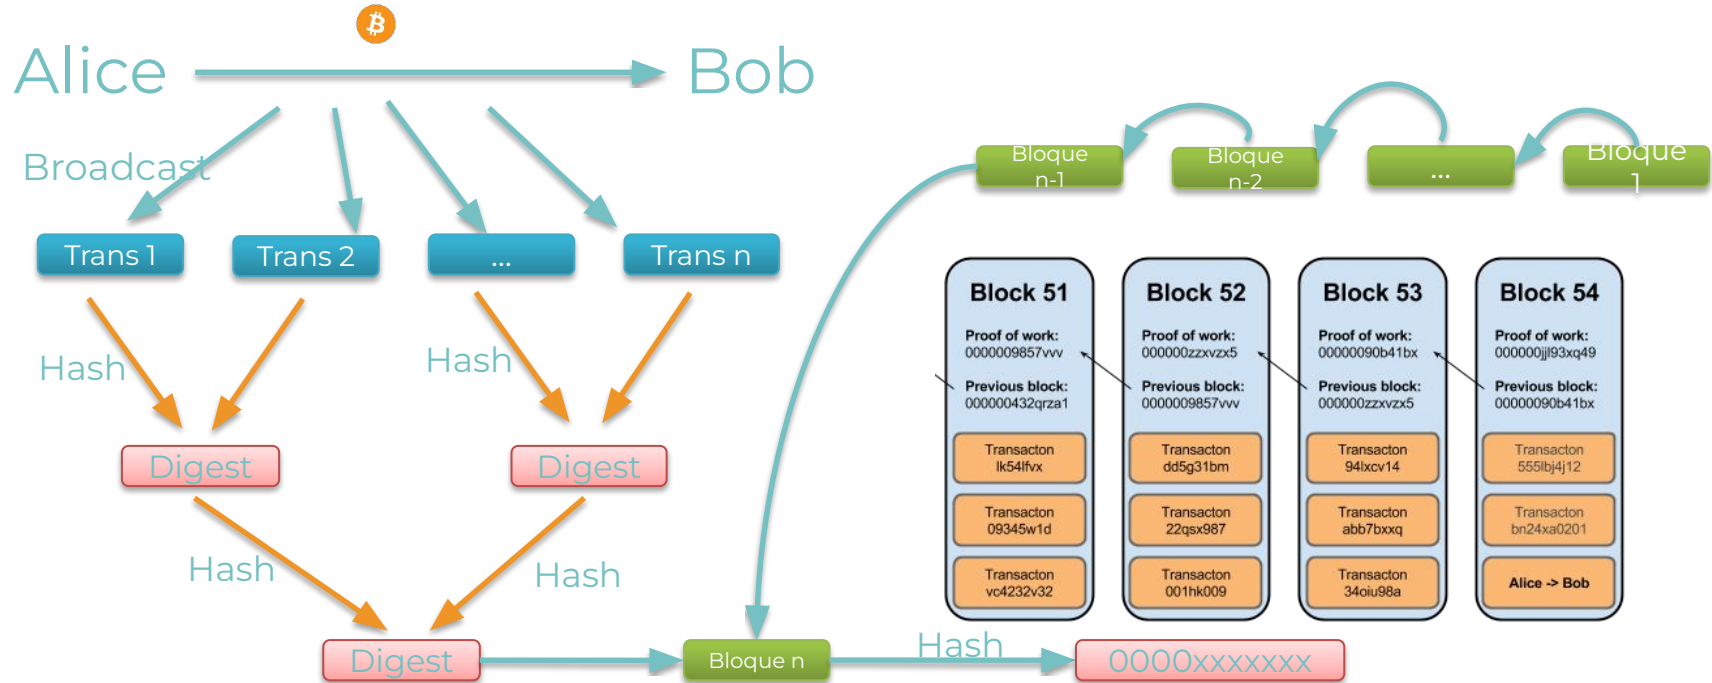 Alice
Bob
Broadcast
Trans 1
Trans 2
...
Trans n
Hash
Hash
Digest
Digest
Hash
Hash
Digest
Bloque n
Hash
0000xxxxxxx
Bloque
n-1
Bloque
n-2
...
Bloque
1
Block 51
Proof of work:
0000009857vvv
Previous block:
000000432qrza1
Transacton
lk54lfvx
Transacton
09345w1d
Transacton
vc4232v32
Block 52
Proof of work:
000000zzxvzx5
Previous block:
0000009857vvv
Transacton
dd5g31bm
Transacton
22qsx987
Transacton
001hk009
Block 53
Proof of work:
00000090b41bx
Previous block:
000000zzxvzx5
Transacton
94lxcv14
Transacton
abb7bxxq
Transacton
34oiu98a
Block 54
Proof of work:
000000jjl93xq49
Previous block:
00000090b41bx
Transacton
555lbj4j12
Transacton
bn24xa0201
Alice -> Bob